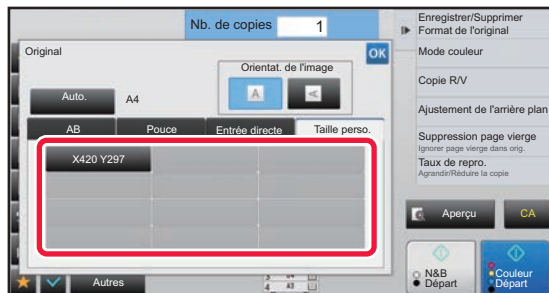 Nb. de copies 1
Original
OK
Orientat. de l'image
A
A
Auto.
A4
AB
Pouce
Entrée directe
Taille perso.
X420 Y297
Autres
Enregistrer/Supprimer
Format de l'original
Mode couleur
Copie R/V
Ajustement de l'arrière plan
Suppression page vierge
Ignorer page vierge dans orig.
Taux de repro.
Agrandir/Réduire la copie
Aperçu
CA
N&B
Départ
Couleur
Départ